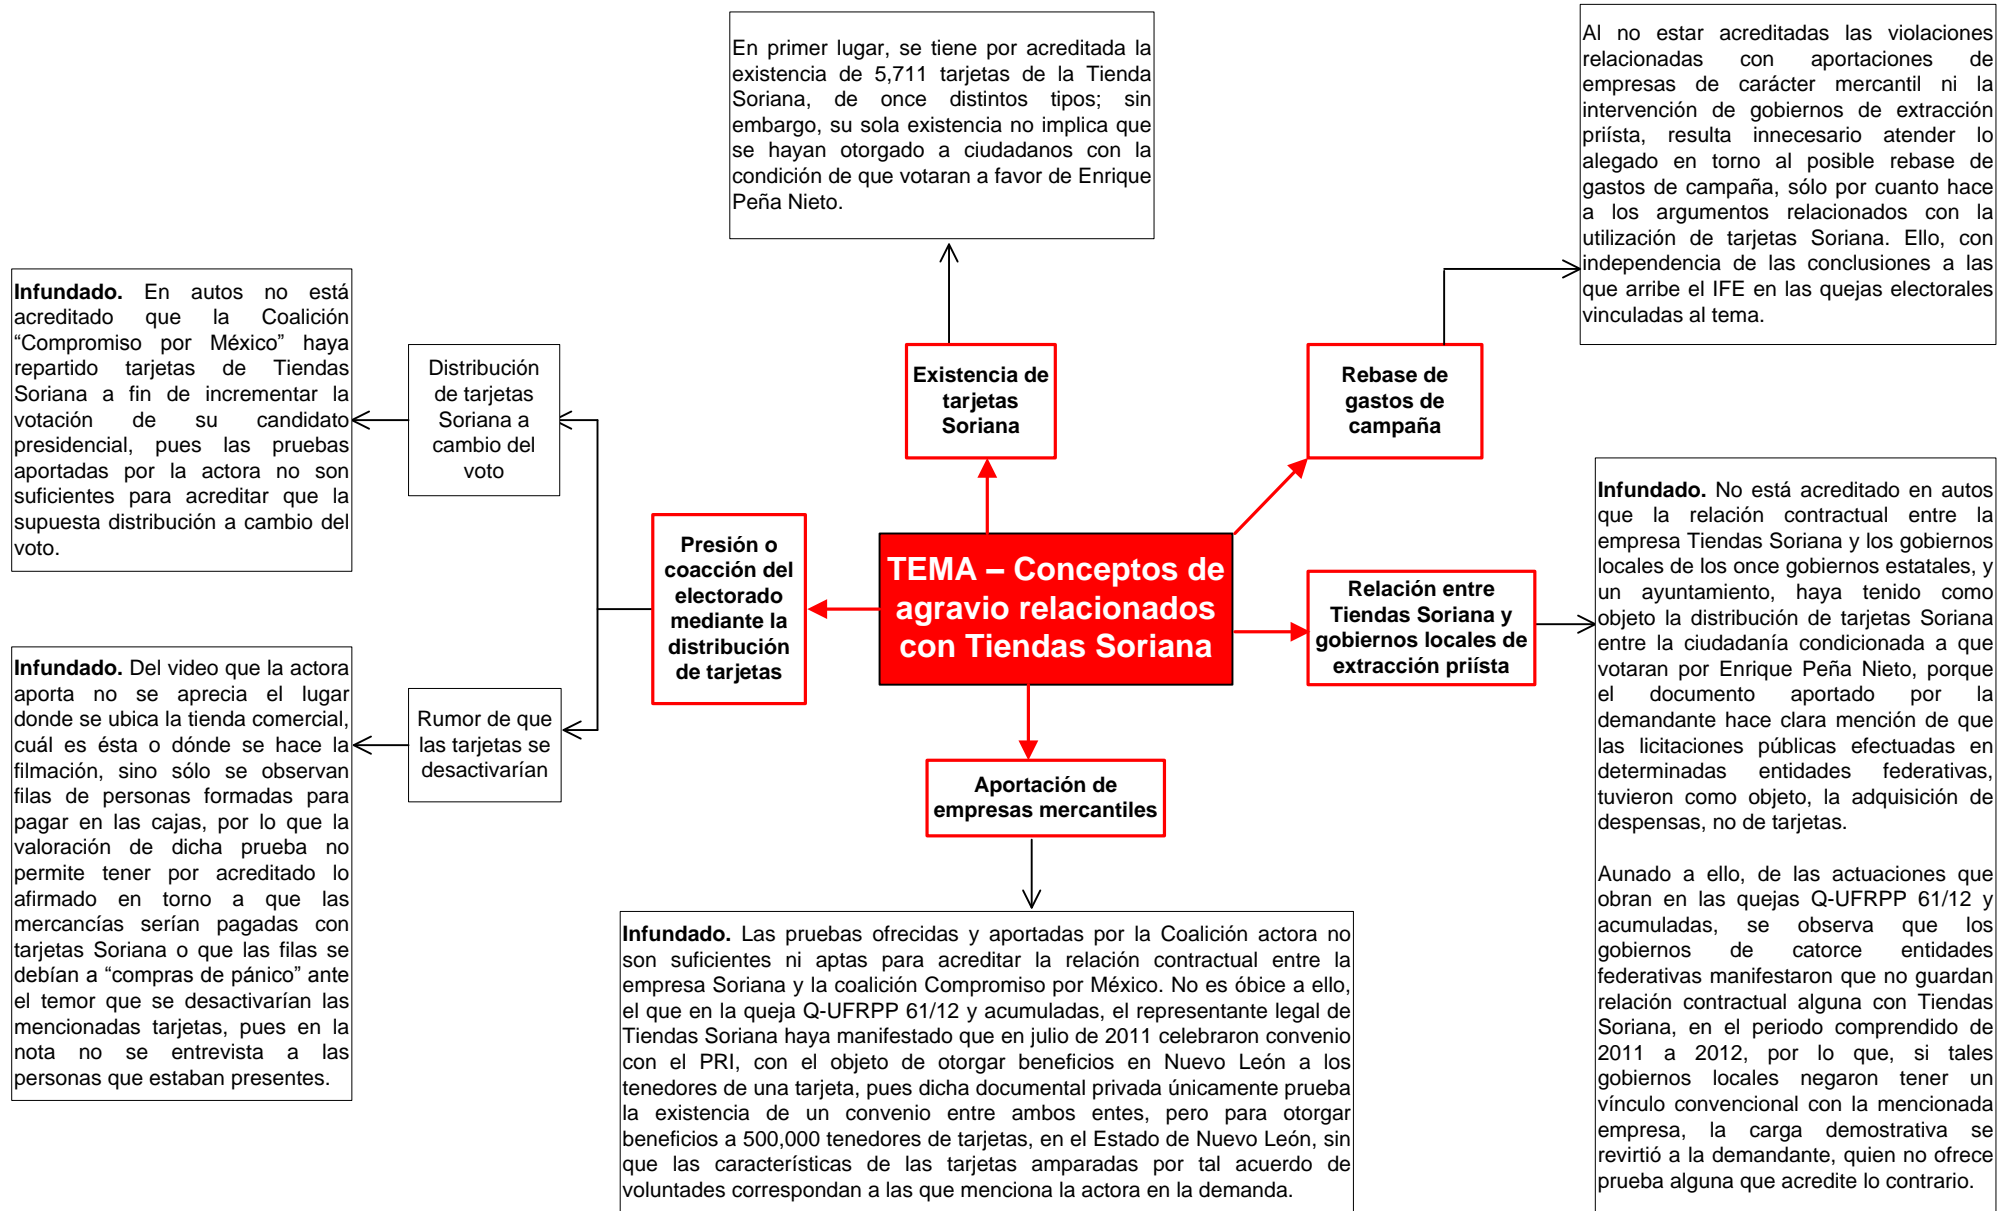 En primer lugar, se tiene por acreditada la
existencia de 5,711 tarjetas de la Tienda
Soriana, de once distintos tipos; sin
embargo, su sola existencia no implica que
se hayan otorgado a ciudadanos con la
condición de que votaran a favor de Enrique
Peña Nieto.
Al no estar acreditadas las violaciones
relacionadas con aportaciones de
empresas de carácter mercantil ni la
intervención de gobiernos de extracción
priísta, resulta innecesario atender lo
alegado en torno al posible rebase de
gastos de campaña, sólo por cuanto hace
a los argumentos relacionados con la
utilización de tarjetas Soriana. Ello, con
independencia de las conclusiones a las
que arribe el IFE en las quejas electorales
vinculadas al tema.
Infundado. En autos no está
acreditado que la Coalición
“Compromiso por México” haya
repartido tarjetas de Tiendas
Soriana a fin de incrementar la
votación de su candidato
presidencial, pues las pruebas
aportadas por la actora no son
suficientes para acreditar que la
supuesta distribución a cambio del
voto.
Distribución
de tarjetas
Soriana a
cambio del
voto
Existencia de
tarjetas
Soriana
Rebase de
gastos de
campaña
Presión o
coacción del
electorado
mediante la
distribución
de tarjetas
TEMA – Conceptos de
agravio relacionados
con Tiendas Soriana
Relación entre
Tiendas Soriana y
gobiernos locales de
extracción priísta
Infundado. No está acreditado en autos
que la relación contractual entre la
empresa Tiendas Soriana y los gobiernos
locales de los once gobiernos estatales, y
un ayuntamiento, haya tenido como
objeto la distribución de tarjetas Soriana
entre la ciudadanía condicionada a que
votaran por Enrique Peña Nieto, porque
el documento aportado por la
demandante hace clara mención de que
las licitaciones públicas efectuadas en
determinadas entidades federativas,
tuvieron como objeto, la adquisición de
despensas, no de tarjetas.
Aunado a ello, de las actuaciones que
obran en las quejas Q-UFRPP 61/12 y
acumuladas, se observa que los
gobiernos de catorce entidades
federativas manifestaron que no guardan
relación contractual alguna con Tiendas
Soriana, en el periodo comprendido de
2011 a 2012, por lo que, si tales
gobiernos locales negaron tener un
vínculo convencional con la mencionada
empresa, la carga demostrativa se
revirtió a la demandante, quien no ofrece
prueba alguna que acredite lo contrario.
Infundado. Del video que la actora
aporta no se aprecia el lugar
donde se ubica la tienda comercial,
cuál es ésta o dónde se hace la
filmación, sino sólo se observan
filas de personas formadas para
pagar en las cajas, por lo que la
valoración de dicha prueba no
permite tener por acreditado lo
afirmado en torno a que las
mercancías serían pagadas con
tarjetas Soriana o que las filas se
debían a “compras de pánico” ante
el temor que se desactivarían las
mencionadas tarjetas, pues en la
nota no se entrevista a las
personas que estaban presentes.
Rumor de que
las tarjetas se
desactivarían
Aportación de
empresas mercantiles
Infundado. Las pruebas ofrecidas y aportadas por la Coalición actora no
son suficientes ni aptas para acreditar la relación contractual entre la
empresa Soriana y la coalición Compromiso por México. No es óbice a ello,
el que en la queja Q-UFRPP 61/12 y acumuladas, el representante legal de
Tiendas Soriana haya manifestado que en julio de 2011 celebraron convenio
con el PRI, con el objeto de otorgar beneficios en Nuevo León a los
tenedores de una tarjeta, pues dicha documental privada únicamente prueba
la existencia de un convenio entre ambos entes, pero para otorgar
beneficios a 500,000 tenedores de tarjetas, en el Estado de Nuevo León, sin
que las características de las tarjetas amparadas por tal acuerdo de
voluntades correspondan a las que menciona la actora en la demanda.